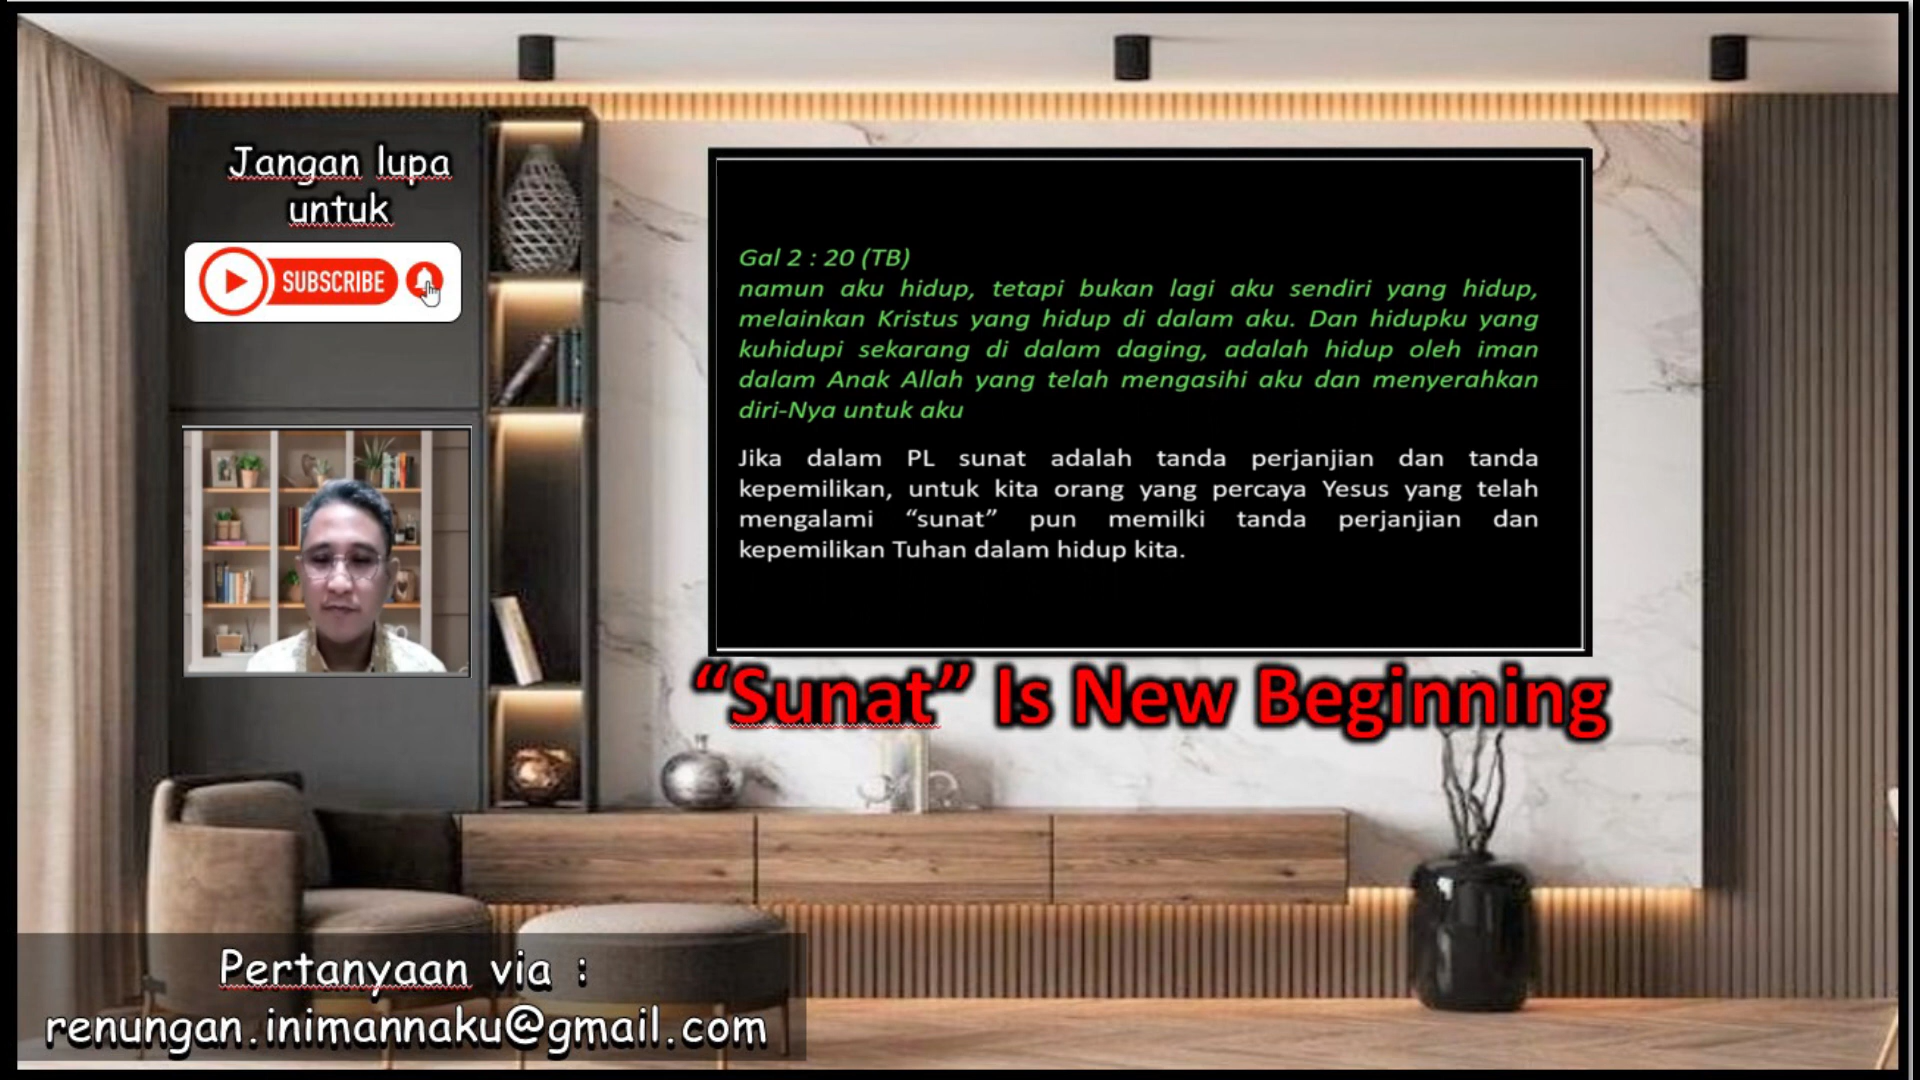 Jangan lupa
untuk
SUBSCRIBE
Gal 2 : 20 (TB)
namun aku hidup, tetapi bukan lagi aku sendiri yang hidup,
melainkan Kristus yang hidup di dalam aku. Dan hidupku yang
kuhidupi sekarang di dalam daging, adalah hidup oleh iman
dalam Anak Allah yang telah mengasihi aku dan menyerahkan
diri-Nya untuk aku
Jika dalam PL sunat adalah tanda perjanjian dan tanda
kepemilikan, untuk kita orang yang percaya Yesus yang telah
mengalami “sunat” pun memilki tanda perjanjian dan
kepemilikan Tuhan dalam hidup kita.
“Sunat” Is New Beginning
Pertanyaan via :
renungan.inimannaku@gmail.com